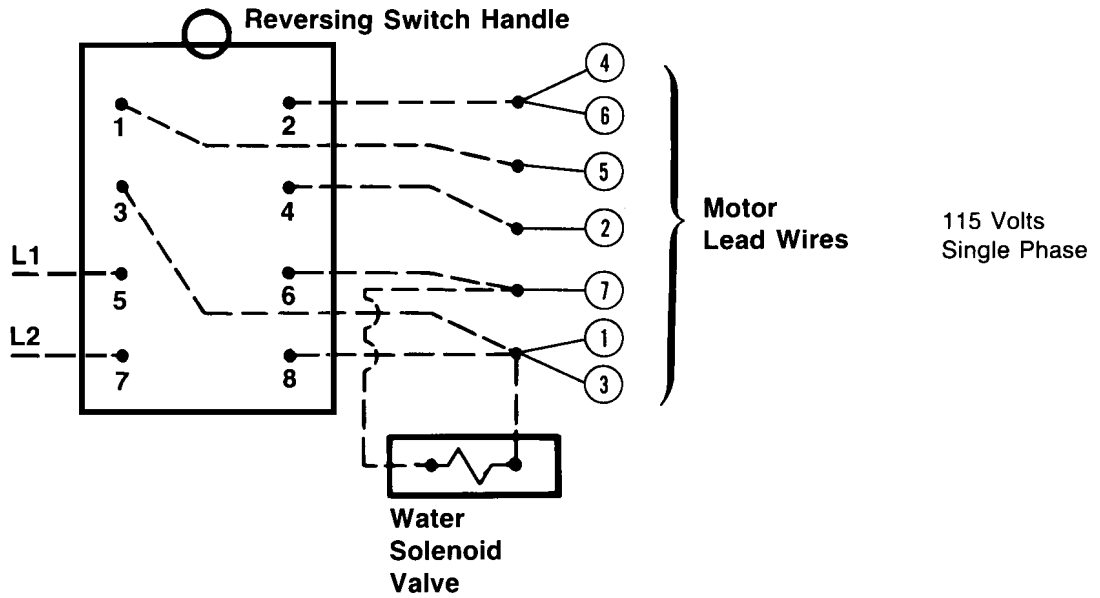 Reversing Switch Handle
1
2
3
4
L1
5
6
L2
7
8
4
6
5
2
7
1
3
Motor
Lead Wires
115 Volts
Single Phase
Water
Solenoid
Valve